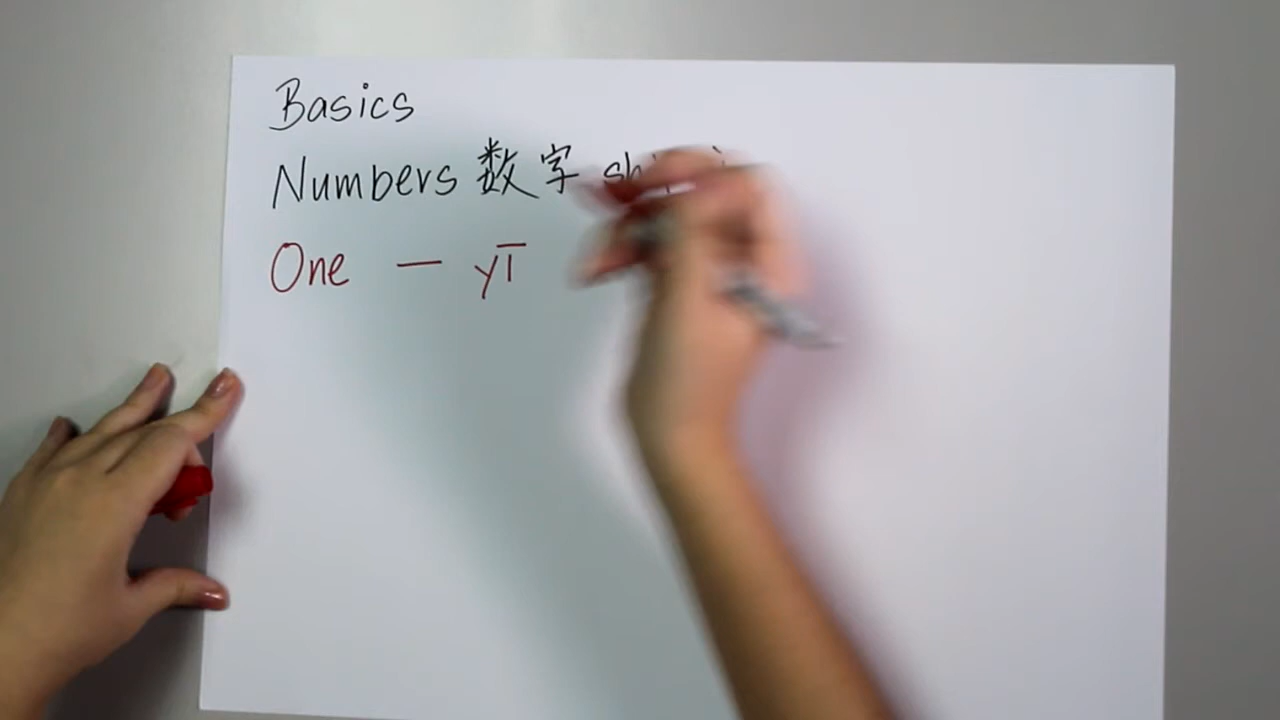 Basics
Numbers 数字
One 一 yī